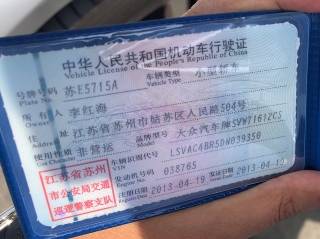 中华人民共和国机动车行驶证
Vehicle License of the People's Republic of China
号牌号码 苏E5715A 车辆类型 小型轿车
Plate No. Vehicle Type
所有人 李红海
Owner
住址 江苏省苏州市姑苏区人民路504号
Address
使用性质 非营运 品牌型号 大众汽车牌SVW71612CS
Use Character Model
江苏省苏州市公安局交通巡逻警察支队
车辆识别代号 LSVAC4BR5DN039350
VIN
发动机号码 038765
Engine No.
注册日期 2013-04-19 发证日期 2013-04-19